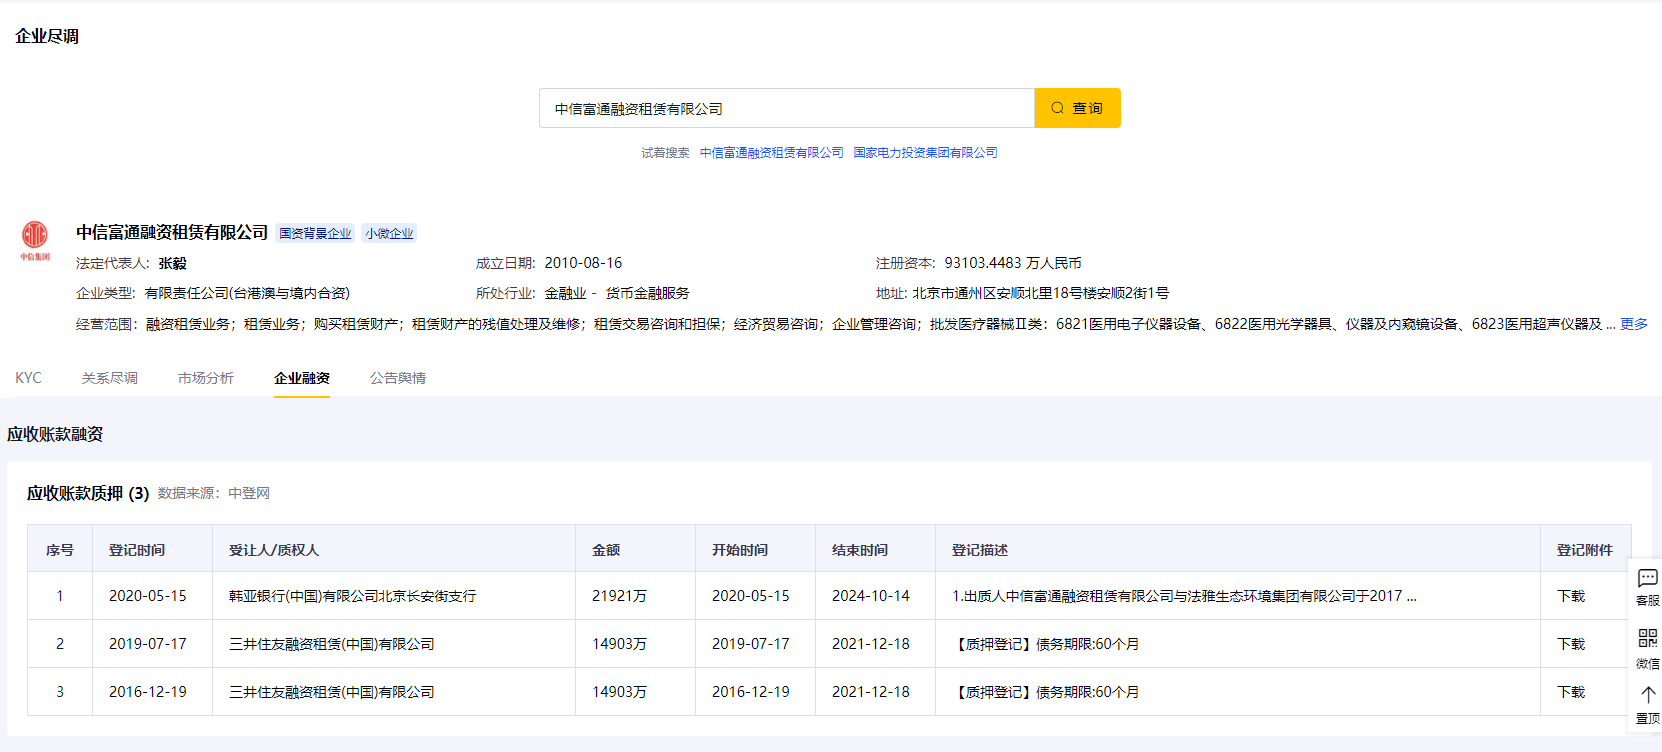 企业尽调
中信富通融资租赁有限公司 查询
试着搜索 中信富通融资租赁有限公司 国家电力投资集团有限公司
中信集团
中信富通融资租赁有限公司 国资背景企业 小微企业
法定代表人: 张毅 成立日期: 2010-08-16 注册资本: 93103.4483 万人民币
企业类型: 有限责任公司(台港澳与境内合资) 所处行业: 金融业 - 货币金融服务 地址: 北京市通州区安顺北里18号楼安顺2街1号
经营范围: 融资租赁业务；租赁业务；购买租赁财产；租赁财产的残值处理及维修；租赁交易咨询和担保；经济贸易咨询；企业管理咨询；批发医疗器械Ⅱ类：6821医用电子仪器设备、6822医用光学器具、仪器及内窥镜设备、6823医用超声仪器及 ... 更多
KYC 关系尽调 市场分析 企业融资 公告舆情
应收账款融资
应收账款质押 (3) 数据来源: 中登网
序号 登记时间 受让人/质权人 金额 开始时间 结束时间 登记描述 登记附件
1 2020-05-15 韩亚银行(中国)有限公司北京长安街支行 21921万 2020-05-15 2024-10-14 1.出质人中信富通融资租赁有限公司与法雅生态环境集团有限公司于2017 ... 下载
2 2019-07-17 三井住友融资租赁(中国)有限公司 14903万 2019-07-17 2021-12-18 【质押登记】债务期限:60个月 下载
3 2016-12-19 三井住友融资租赁(中国)有限公司 14903万 2016-12-19 2021-12-18 【质押登记】债务期限:60个月 下载
客服
微信
置顶